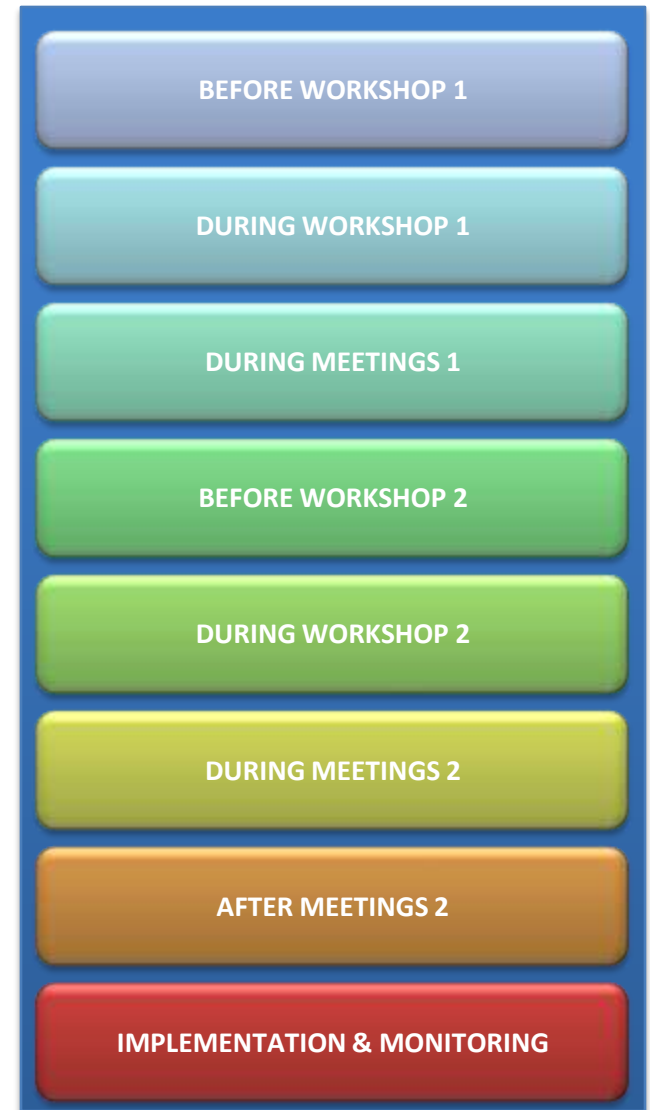 BEFORE WORKSHOP 1
DURING WORKSHOP 1
DURING MEETINGS 1
BEFORE WORKSHOP 2
DURING WORKSHOP 2
DURING MEETINGS 2
AFTER MEETINGS 2
IMPLEMENTATION & MONITORING